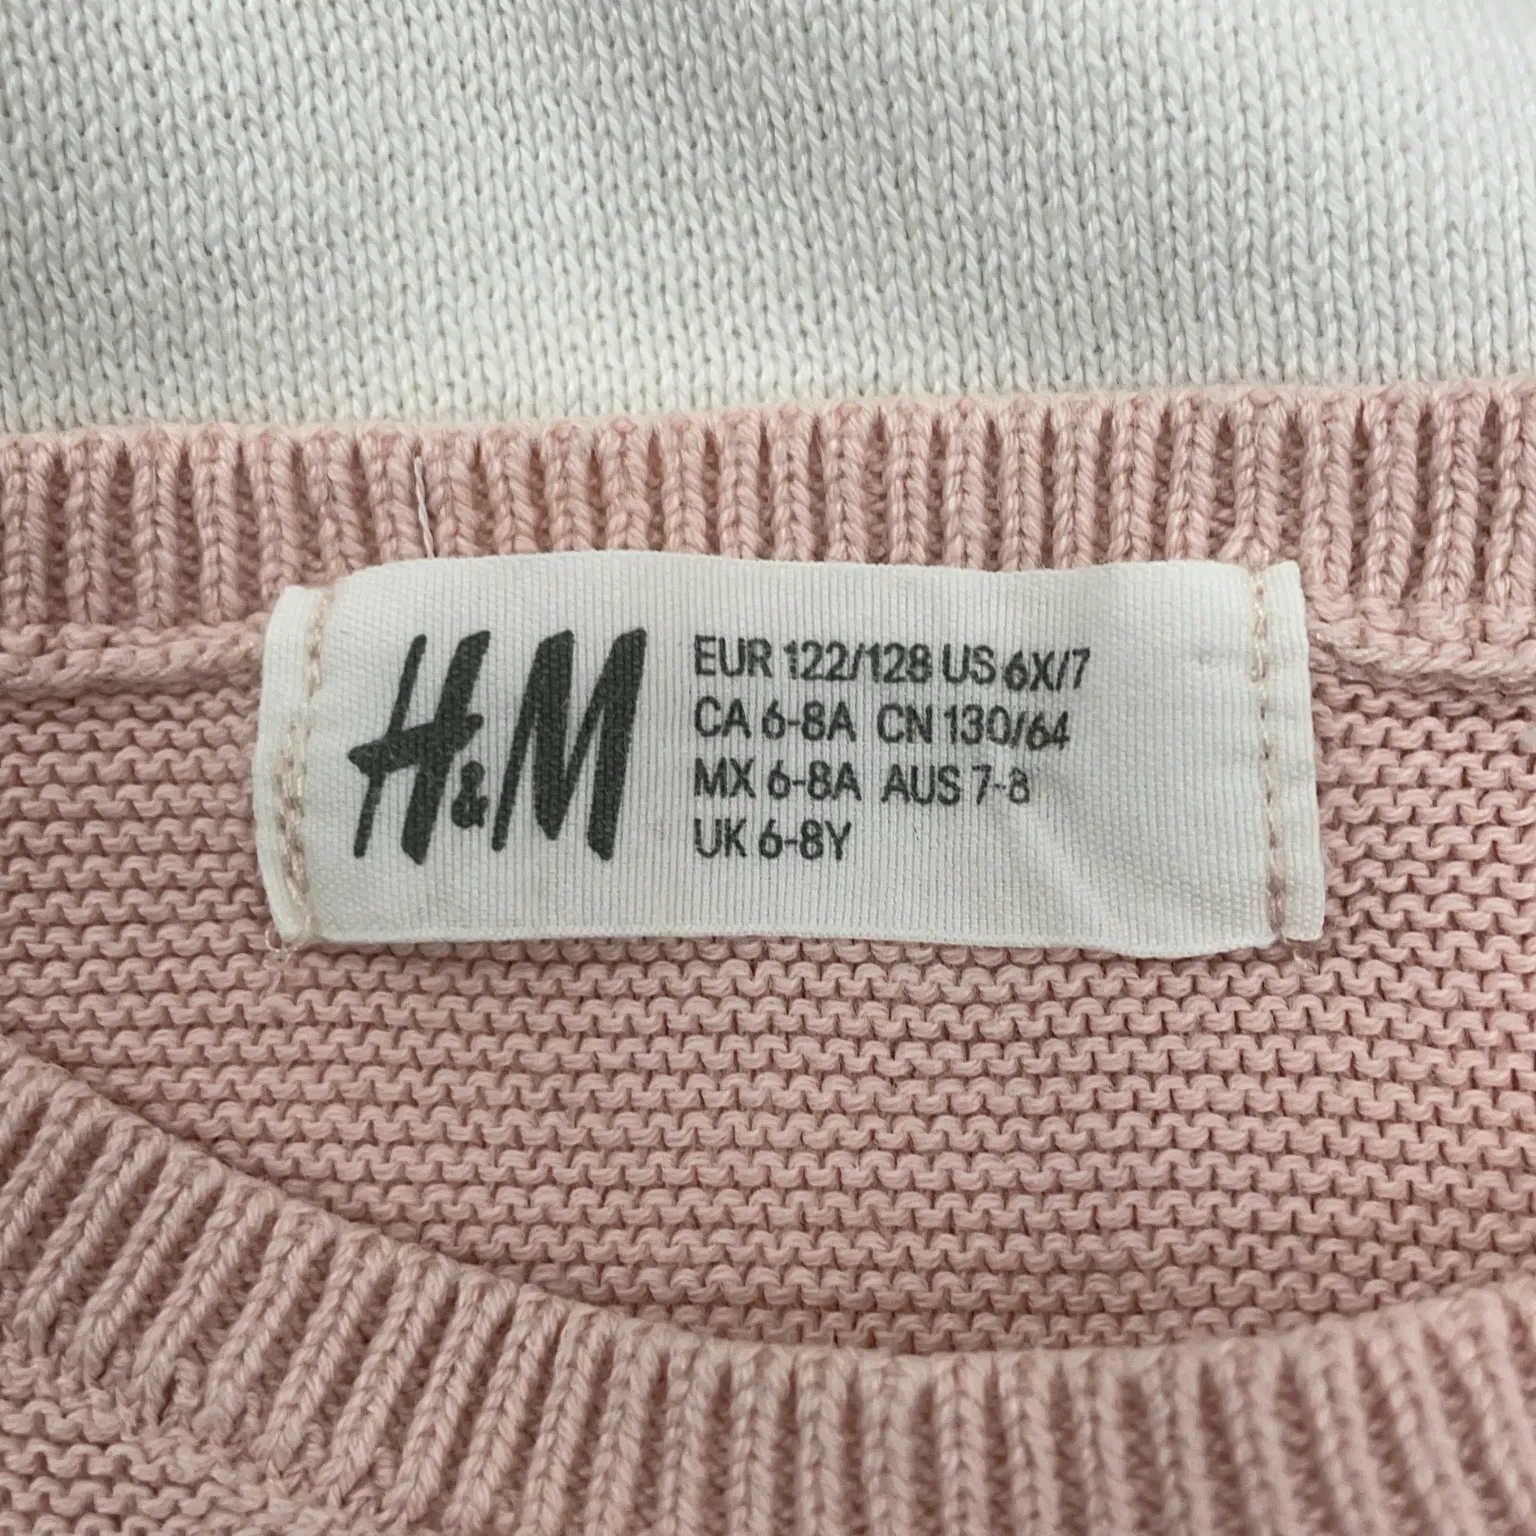 H&M
EUR 122/128 US 6X/7
CA 6-8A CN 130/64
MX 6-8A AUS 7-8
UK 6-8Y